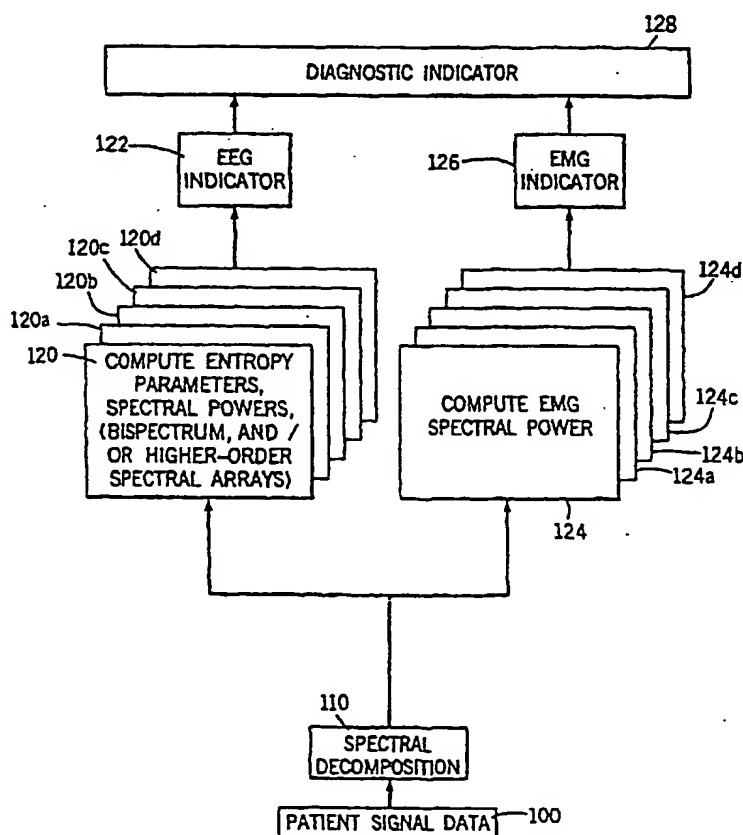 128
DIAGNOSTIC INDICATOR
122
EEG
INDICATOR
126
EMG
INDICATOR
120d
120c
120b
120a
120
COMPUTE ENTROPY
PARAMETERS,
SPECTRAL POWERS,
(BISPECTRUM, AND /
OR HIGHER-ORDER
SPECTRAL ARRAYS)
124d
COMPUTE EMG
SPECTRAL POWER
124c
124b
124a
124
110
SPECTRAL
DECOMPOSITION
PATIENT SIGNAL DATA
100